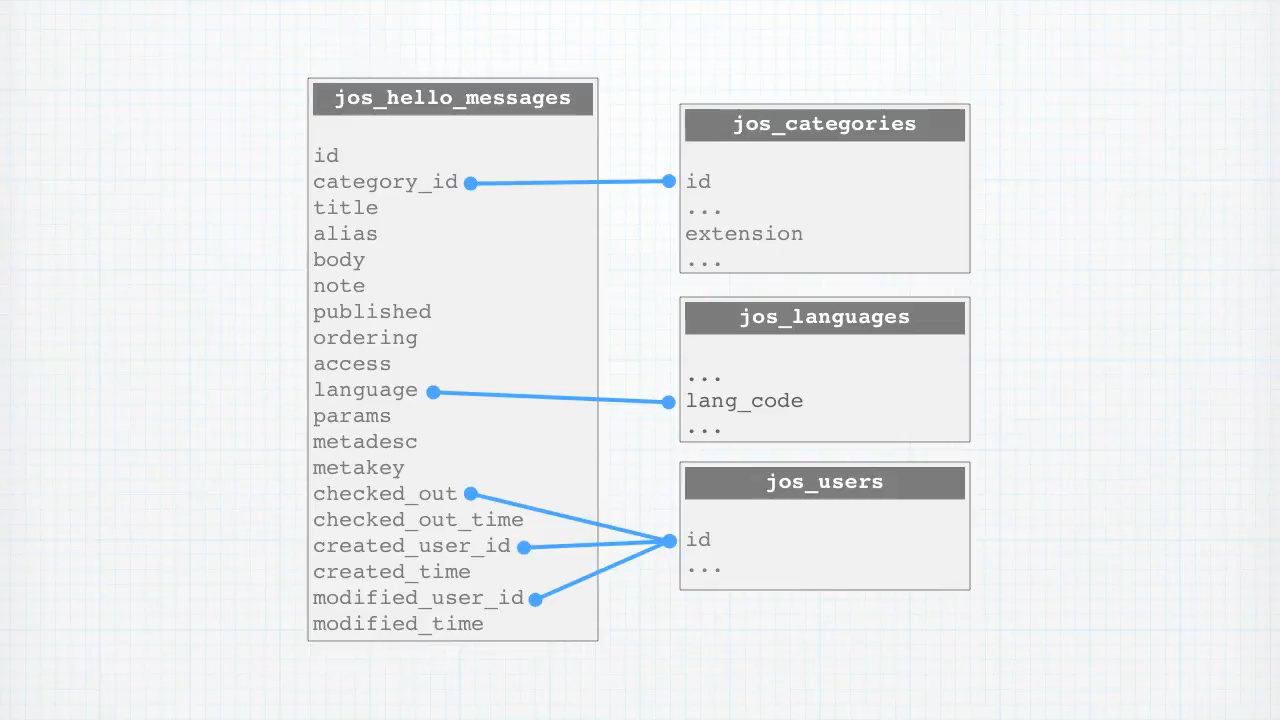 jos_hello_messages
id
category_id
title
alias
body
note
published
ordering
access
language
params
metadesc
metakey
checked_out
checked_out_time
created_user_id
created_time
modified_user_id
modified_time
jos_categories
id
...
extension
...
jos_languages
...
lang_code
...
jos_users
id
...